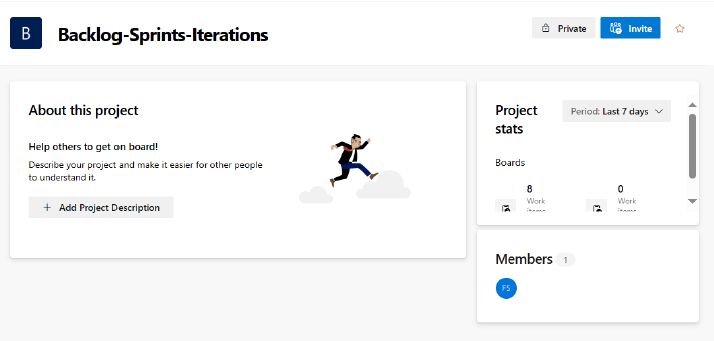 B
Backlog-Sprints-Iterations
Private
Invite
About this project
Help others to get on board!
Describe your project and make it easier for other people
to understand it.
+ Add Project Description
Project
stats
Period: Last 7 days
Boards
8
Work
items
0
Work
items
Members 1
FS